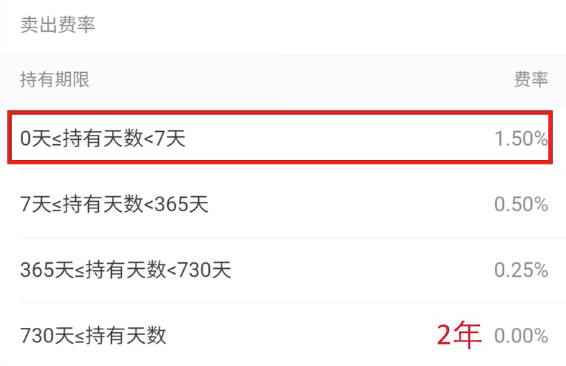 卖出费率
持有期限 费率
0天≤持有天数<7天 1.50%
7天≤持有天数<365天 0.50%
365天≤持有天数<730天 0.25%
730天≤持有天数 2年 0.00%